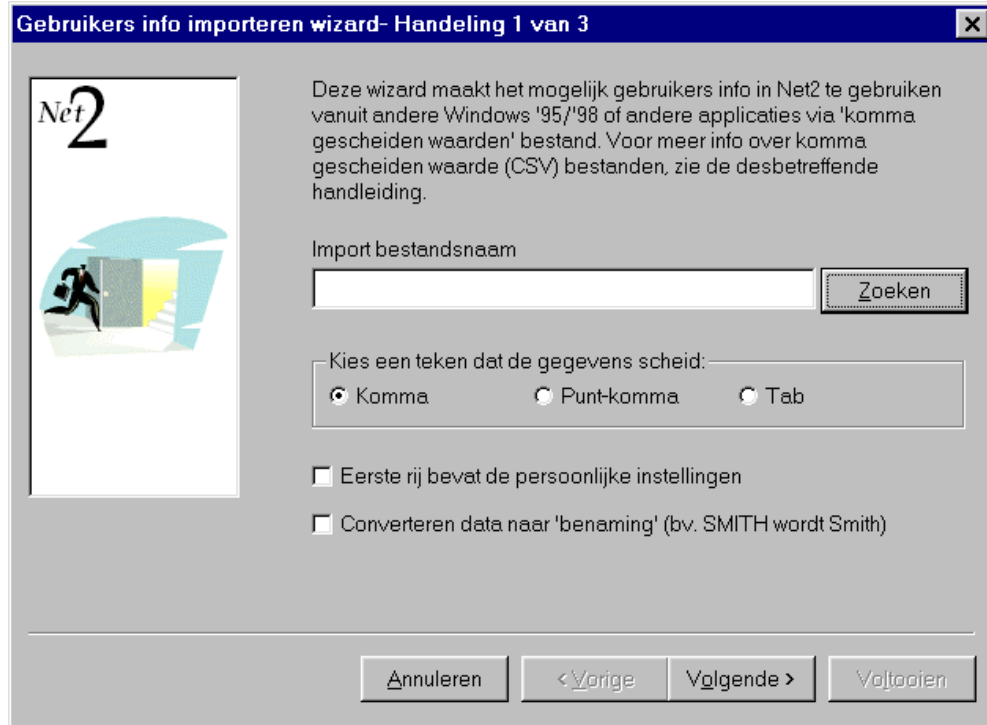 Gebruikers info importeren wizard- Handeling 1 van 3
Net2
Deze wizard maakt het mogelijk gebruikers info in Net2 te gebruiken
vanuit andere Windows '95/'98 of andere applicaties via 'komma
gescheiden waarden' bestand. Voor meer info over komma
gescheiden waarde (CSV) bestanden, zie de desbetreffende
handleiding.
Import bestandsnaam
Zoeken
Kies een teken dat de gegevens scheid:
Komma Punt-komma Tab
Eerste rij bevat de persoonlijke instellingen
Converteren data naar 'benaming' (bv. SMITH wordt Smith)
Annuleren < Vorige Volgende > Voltooien